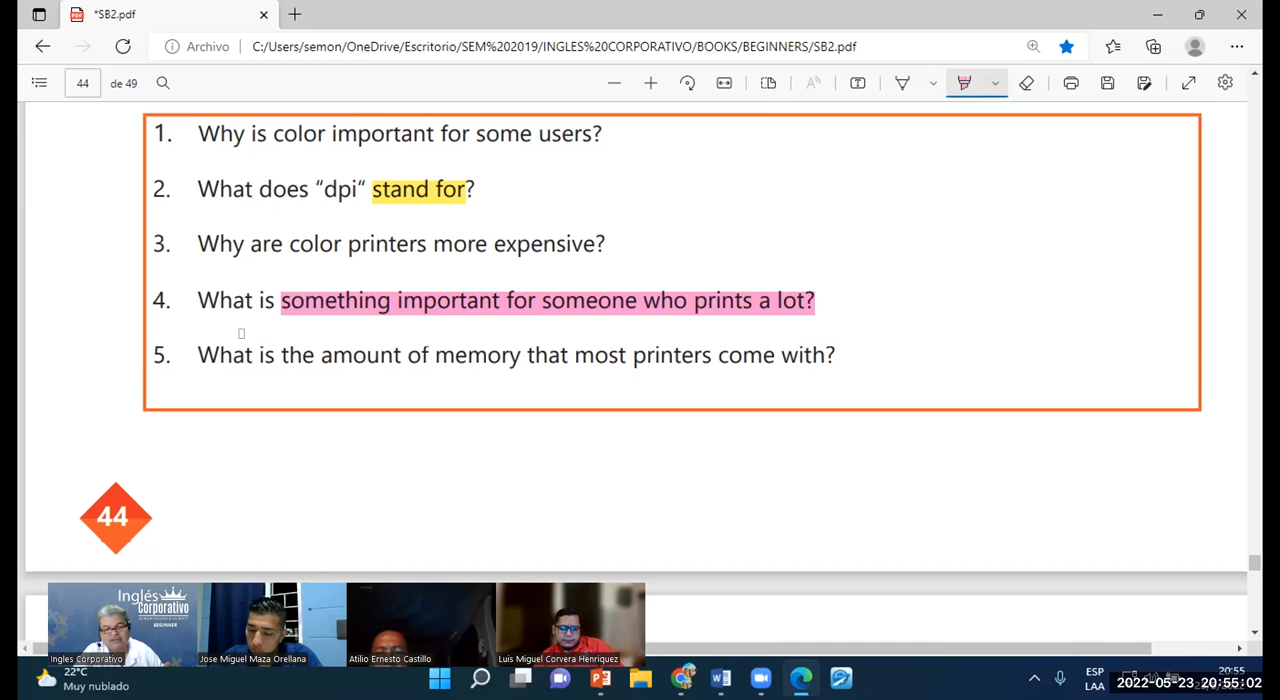 *SB2.pdf
Archivo
C:/Users/semon/OneDrive/Escritorio/SEM%202019/INGLES%20CORPORATIVO/BOOKS/BEGINNERS/SB2.pdf
44 de 49
1. Why is color important for some users?
2. What does “dpi“ stand for?
3. Why are color printers more expensive?
4. What is something important for someone who prints a lot?
5. What is the amount of memory that most printers come with?
44
Inglés
Corporativo
BEGINNER
Ingles Corporativo
Jose Miguel Maza Orellana
Atilio Ernesto Castillo
Luis Miguel Corvera Henriquez
22°C
Muy nublado
ESP
LAA
20:55
2022-05-23 20:55:02